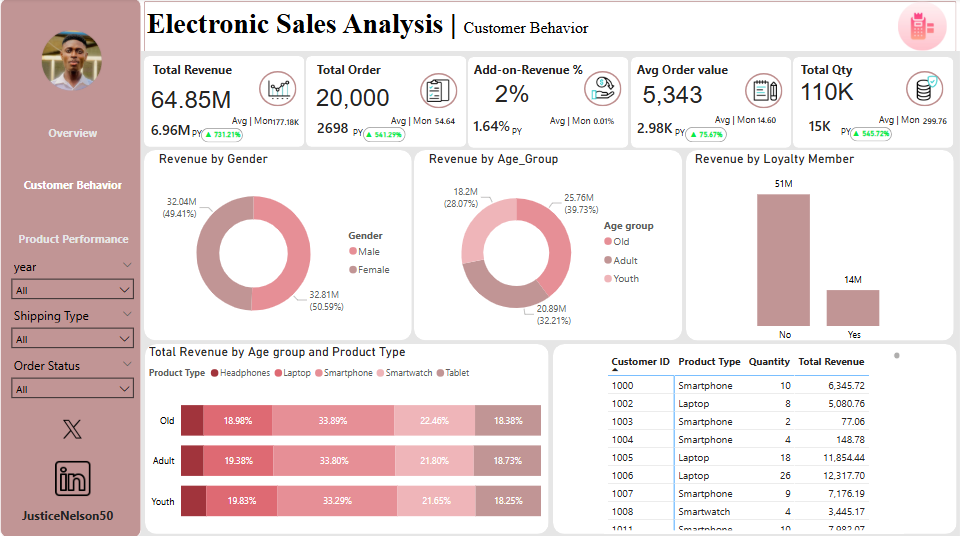 Electronic Sales Analysis | Customer Behavior
Overview
Customer Behavior
Product Performance
year
All
Shipping Type
All
Order Status
All
JusticeNelson50
Total Revenue
64.85M
Avg | Mon 177.18K
6.96M PY ▲ 731.21%
Total Order
20,000
Avg | Mon 54.64
2698 PY ▲ 641.29%
Add-on-Revenue %
2%
Avg | Mon 0.01%
1.64% PY
Avg Order value
5,343
Avg | Mon 14.60
2.98K PY ▲ 75.67%
Total Qty
110K
Avg | Mon 299.76
15K PY ▲ 545.72%
Revenue by Gender
32.04M
(49.41%)
32.81M
(50.59%)
Gender
Male
Female
Revenue by Age_Group
18.2M
(28.07%)
25.76M
(39.73%)
20.89M
(32.21%)
Age group
Old
Adult
Youth
Revenue by Loyalty Member
51M
14M
No Yes
Total Revenue by Age group and Product Type
Product Type Headphones Laptop Smartphone Smartwatch Tablet
Old 18.98% 33.89% 22.46% 18.38%
Adult 19.38% 33.80% 21.80% 18.73%
Youth 19.83% 33.29% 21.65% 18.25%
Customer ID Product Type Quantity Total Revenue
1000 Smartphone 10 6,345.72
1002 Laptop 8 5,080.76
1003 Smartphone 2 77.06
1004 Smartphone 4 148.78
1005 Laptop 18 11,854.44
1006 Laptop 26 12,317.70
1007 Smartphone 9 7,176.19
1008 Smartwatch 4 3,445.17
1011 Smartphone 10 7,982.07